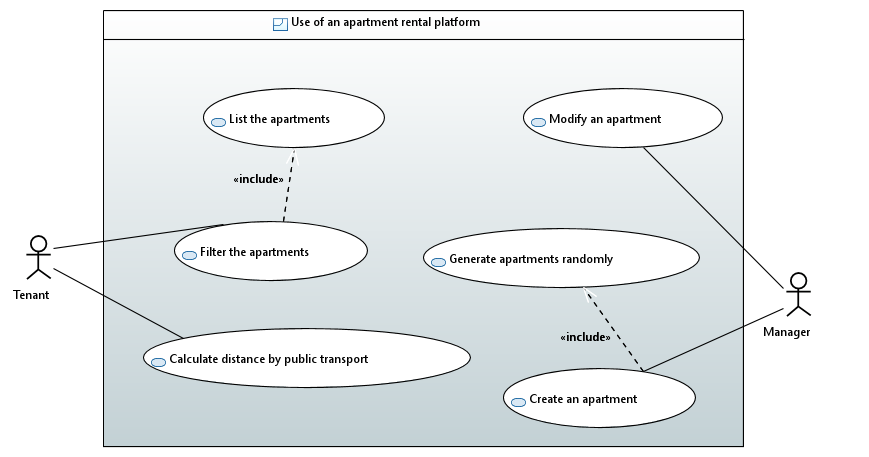 Use of an apartment rental platform
List the apartments
Modify an apartment
«include»
Filter the apartments
Generate apartments randomly
Tenant
Manager
«include»
Calculate distance by public transport
Create an apartment